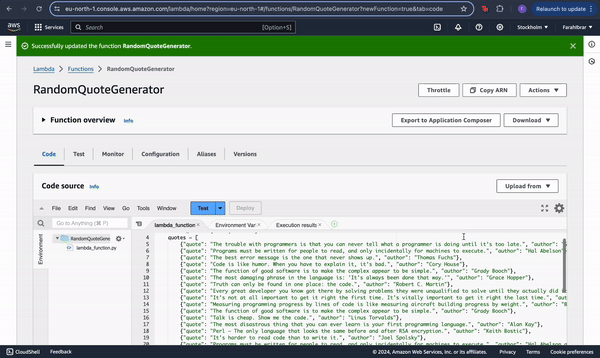 eu-north-1.console.aws.amazon.com/lambda/home?region=eu-north-1#/functions/RandomQuoteGenerator?newFunction=true&tab=code
Relaunch to update
aws
Services
Search
[Option+S]
Stockholm
Farahtbrar
Successfully updated the function RandomQuoteGenerator.
Lambda > Functions > RandomQuoteGenerator
RandomQuoteGenerator
Throttle
Copy ARN
Actions
Function overview Info
Export to Application Composer
Download
Code
Test
Monitor
Configuration
Aliases
Versions
Code source Info
Upload from
File Edit Find View Go Tools Window
Test
Deploy
Go to Anything (⌘ P)
lambda_function
Environment Var
Execution results
Environment
RandomQuoteGene
lambda_function.py
4 quotes = [
5 {"quote": "The trouble with programmers is that you can never tell what a programmer is doing until it's too late.", "author":
6 {"quote": "Programs must be written for people to read, and only incidentally for machines to execute.", "author": "Hal Abelson
7 {"quote": "The best error message is the one that never shows up.", "author": "Thomas Fuchs"},
8 {"quote": "Code is like humor. When you have to explain it, it's bad.", "author": "Cory House"},
9 {"quote": "The function of good software is to make the complex appear to be simple.", "author": "Grady Booch"},
10 {"quote": "The most damaging phrase in the language is: 'It's always been done that way.'", "author": "Grace Hopper"},
11 {"quote": "Truth can only be found in one place: the code.", "author": "Robert C. Martin"},
12 {"quote": "Every great developer you know got there by solving problems they were unqualified to solve until they actually did
13 {"quote": "It's not at all important to get it right the first time. It's vitally important to get it right the last time.",
14 {"quote": "Measuring programming progress by lines of code is like measuring aircraft building progress by weight.",
15 {"quote": "The function of good software is to make the complex appear to be simple.", "author": "Grady Booch"},
16 {"quote": "Talk is cheap. Show me the code.", "author": "Linus Torvalds"},
17 {"quote": "The most disastrous thing that you can ever learn is your first programming language.", "author": "Alan Kay"},
18 {"quote": "Perl – The only language that looks the same before and after RSA encryption.", "author": "Keith Bostic"},
19 {"quote": "It's harder to read code than to write it.", "author": "Joel Spolsky"},
CloudShell
Feedback
© 2024, Amazon Web Services, Inc. or its affiliates.
Privacy
Terms
Cookie preferences